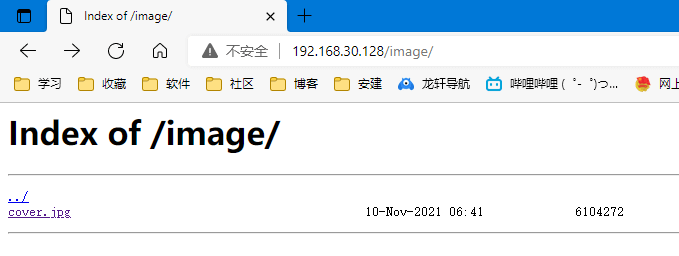 Index of /image/
不安全 192.168.30.128/image/
学习 收藏 软件 社区 博客 安建 龙轩导航 哔哩哔哩 ( ゜- ゜)つ... 网上
Index of /image/
../
cover.jpg 10-Nov-2021 06:41 6104272